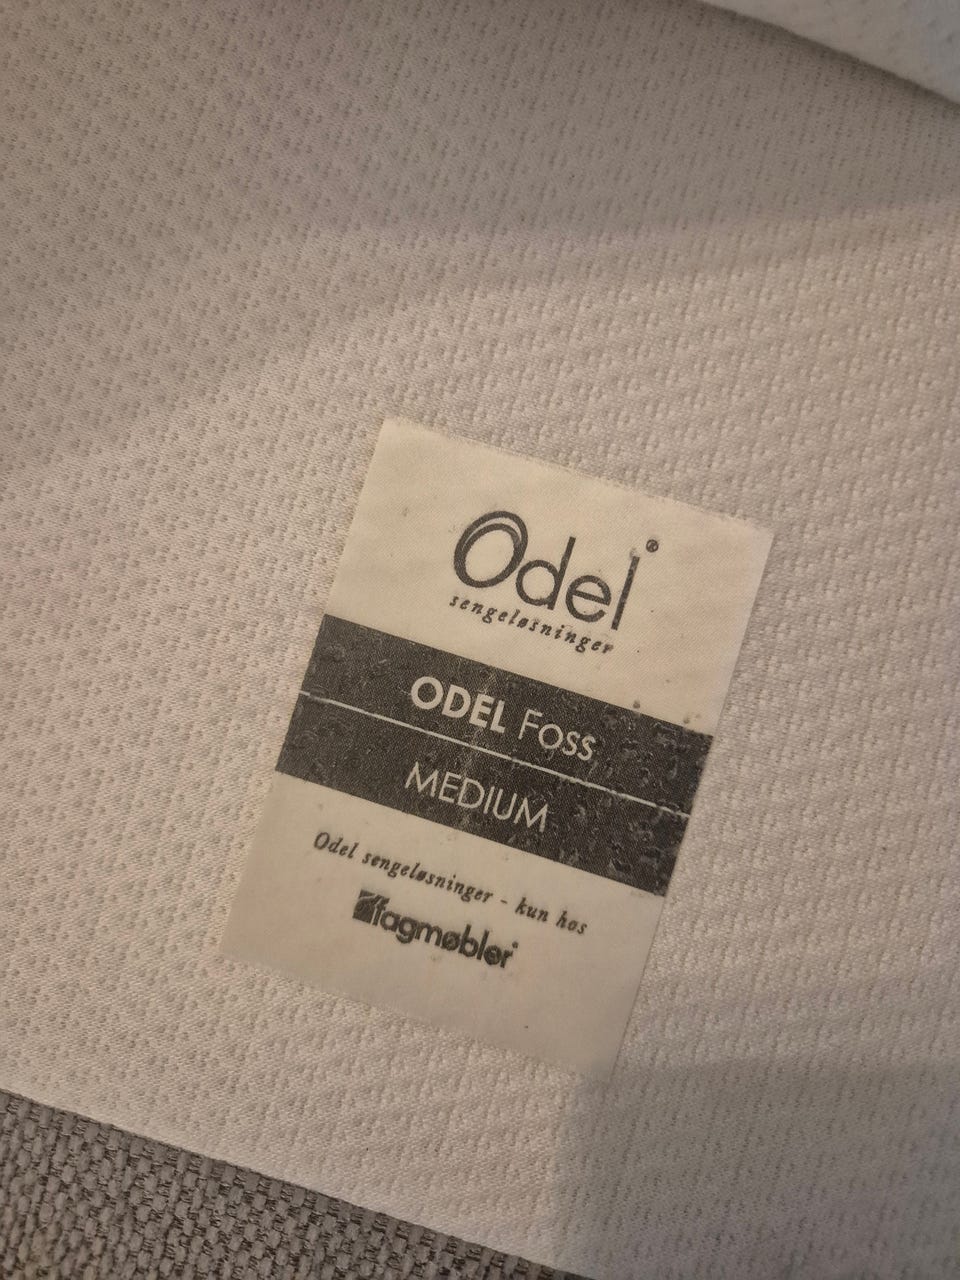 Odel®
sengeløsninger
ODEL FOSS
MEDIUM
Odel sengeløsninger - kun hos
fagmøbler